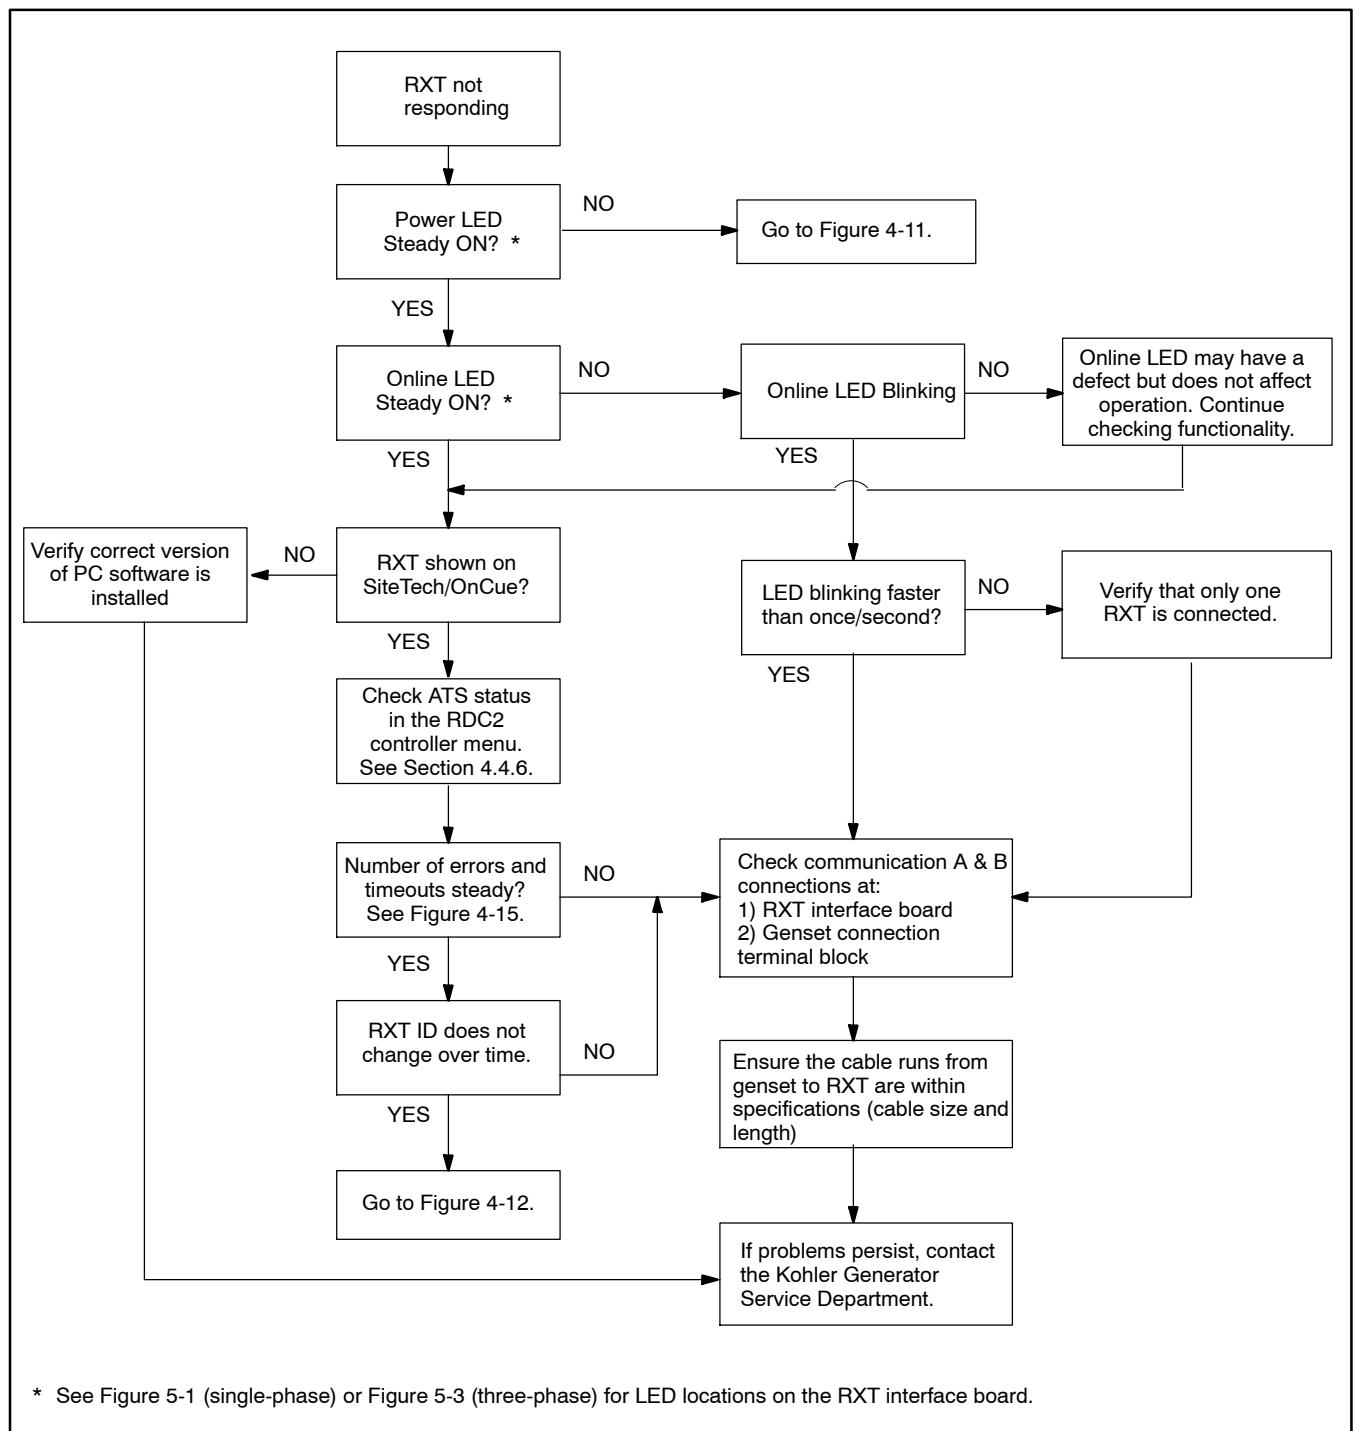 RXT not
responding
Power LED
Steady ON? *
NO
Go to Figure 4-11.
YES
Online LED
Steady ON? *
NO
Online LED Blinking
NO
Online LED may have a
defect but does not affect
operation. Continue
checking functionality.
YES
YES
Verify correct version
of PC software is
installed
NO
RXT shown on
SiteTech/OnCue?
LED blinking faster
than once/second?
NO
Verify that only one
RXT is connected.
YES
YES
Check ATS status
in the RDC2
controller menu.
See Section 4.4.6.
Number of errors and
timeouts steady?
See Figure 4-15.
NO
Check communication A & B
connections at:
1) RXT interface board
2) Genset connection
terminal block
YES
RXT ID does not
change over time.
NO
Ensure the cable runs from
genset to RXT are within
specifications (cable size and
length)
YES
Go to Figure 4-12.
If problems persist, contact
the Kohler Generator
Service Department.
* See Figure 5-1 (single-phase) or Figure 5-3 (three-phase) for LED locations on the RXT interface board.